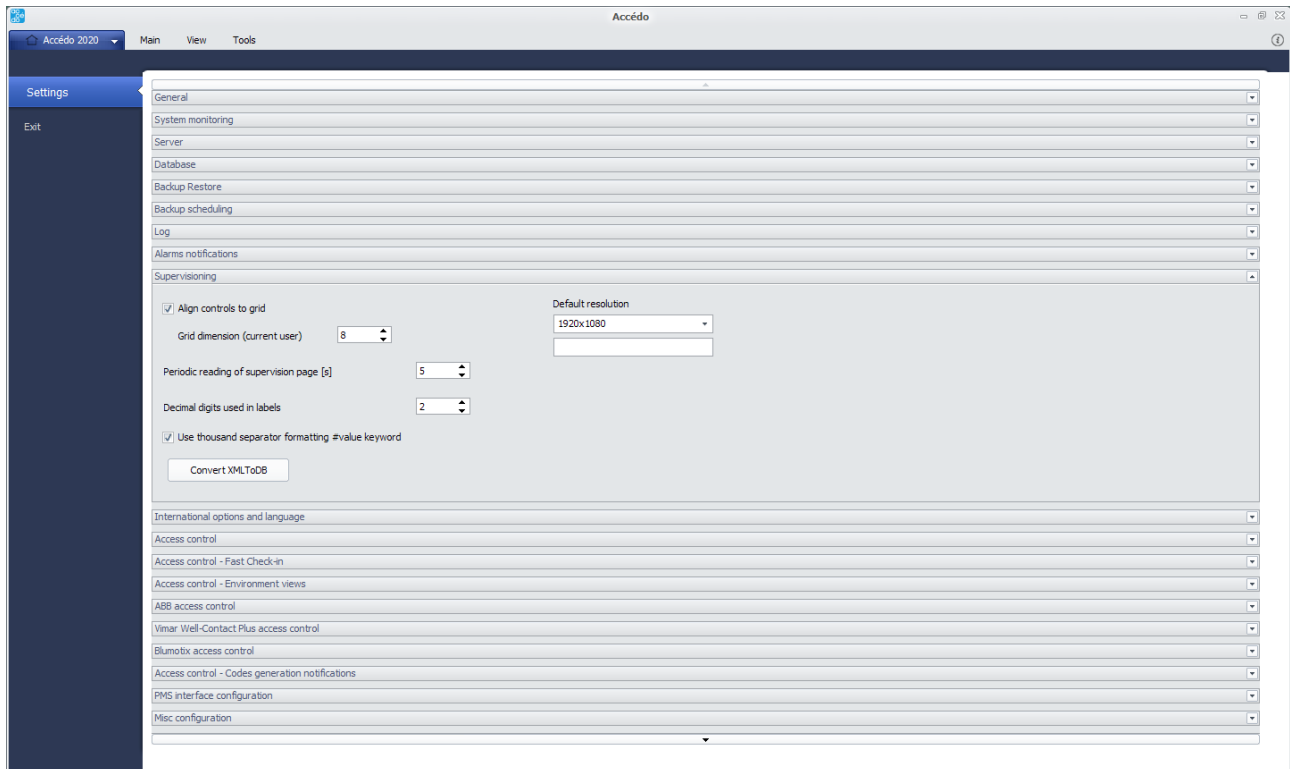 Accédo
Accédo 2020 Main View Tools
Settings
Exit
General
System monitoring
Server
Database
Backup Restore
Backup scheduling
Log
Alarms notifications
Supervisioning
Align controls to grid
Grid dimension (current user) 8
Periodic reading of supervision page [s] 5
Decimal digits used in labels 2
Use thousand separator formatting #value keyword
Convert XMLToDB
Default resolution
1920x1080
International options and language
Access control
Access control - Fast Check-in
Access control - Environment views
ABB access control
Vimar Well-Contact Plus access control
Blumotix access control
Access control - Codes generation notifications
PMS interface configuration
Misc configuration